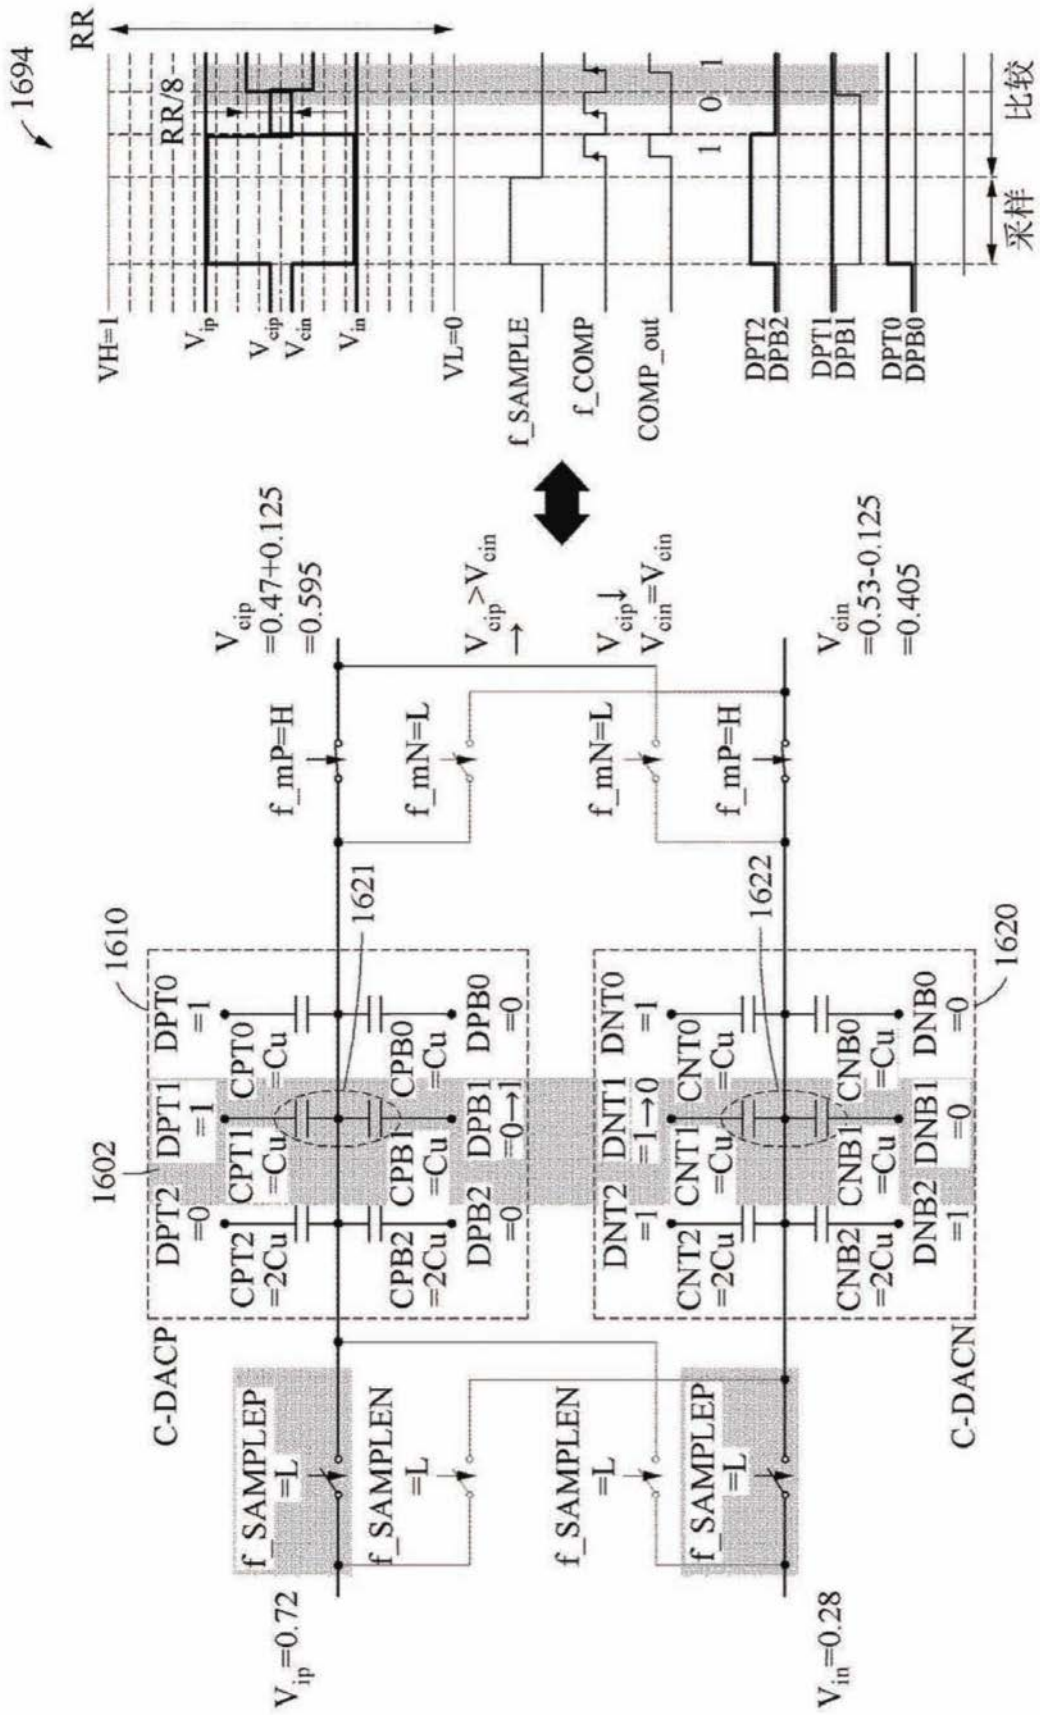 1694
C-DACP
1602
1610
V_ip=0.72
f_SAMPLEP
=L
f_SAMPLEN
=L
f_SAMPLEN
=L
f_SAMPLEP
=L
V_in=0.28
DPT2
=0
DPT1
=1
DPT0
=1
CPT2
=2Cu
CPT1
=Cu
CPT0
=Cu
CPB2
=2Cu
CPB1
=Cu
CPB0
=Cu
DPB2
=0
DPB1
=0→1
DPB0
=0
1621
DNT2
=1
DNT1
=1→0
DNT0
=1
CNT2
=2Cu
CNT1
=Cu
CNT0
=Cu
CNB2
=2Cu
CNB1
=Cu
CNB0
=Cu
DNB2
=1
DNB1
=0
DNB0
=0
1622
C-DACN
1620
f_mP=H
f_mN=L
f_mN=L
f_mP=H
V_cip
=0.47+0.125
=0.595
V_cip>V_cin
→
V_cip↓
V_cin=V_cin
V_cin
=0.53-0.125
=0.405
VH=1
RR
RR/8
V_ip
V_cip
V_cin
V_in
VL=0
f_SAMPLE
f_COMP
COMP_out
1 0 1
DPT2
DPB2
DPT1
DPB1
DPT0
DPB0
采样 比较